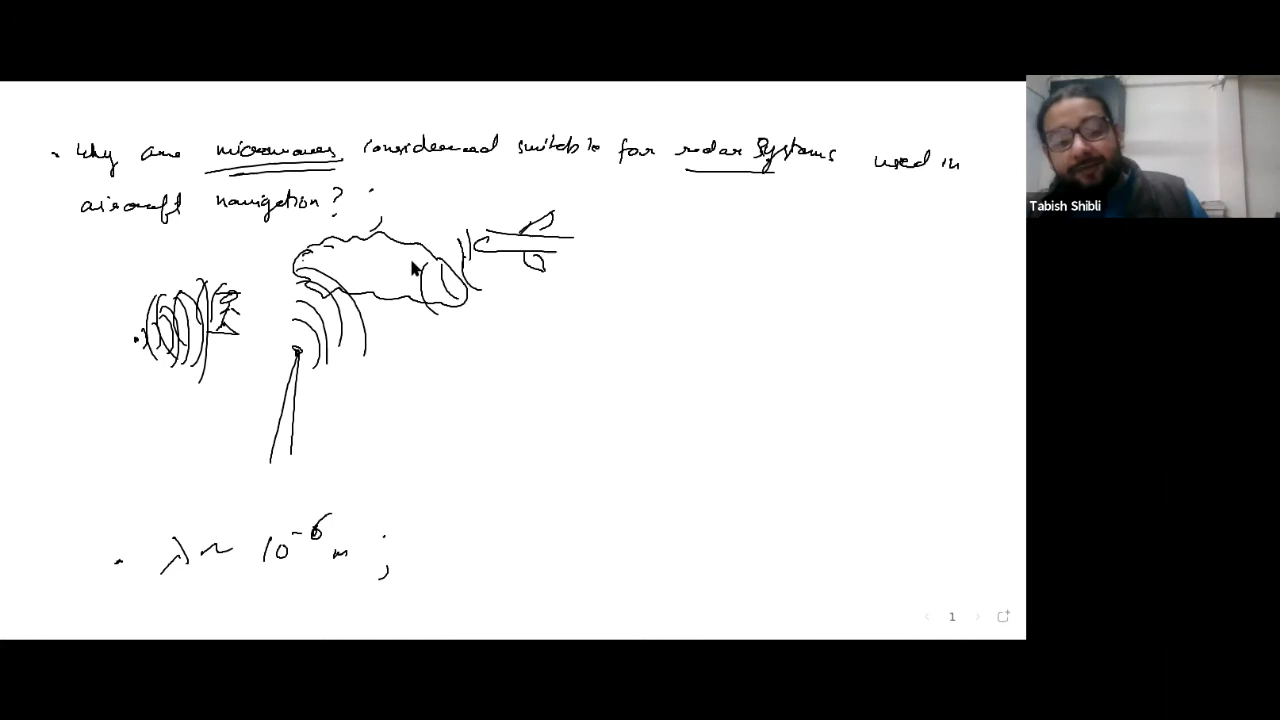 . Why are microwaves considered suitable for radar systems used in
aircraft navigation?
Tabish Shibli
. λ ~ 10⁻⁶ m ;
1